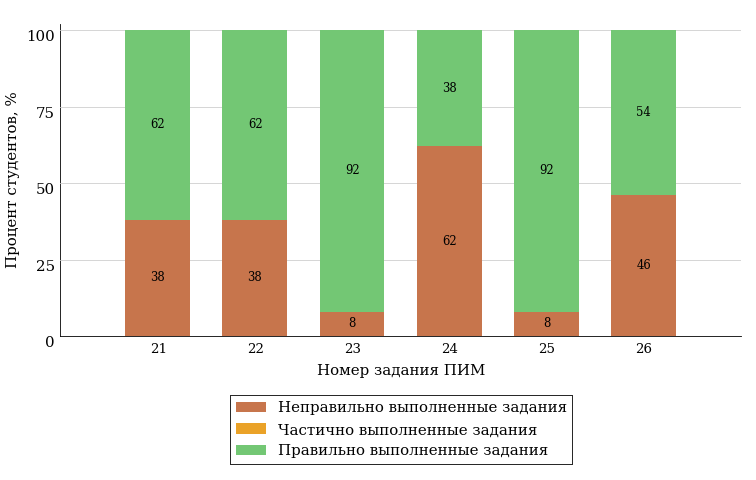 Процент студентов, %
100
75
50
25
0
62 62 92 38 92 54
38 38 8 62 8 46
21 22 23 24 25 26
Номер задания ПИМ
Неправильно выполненные задания
Частично выполненные задания
Правильно выполненные задания